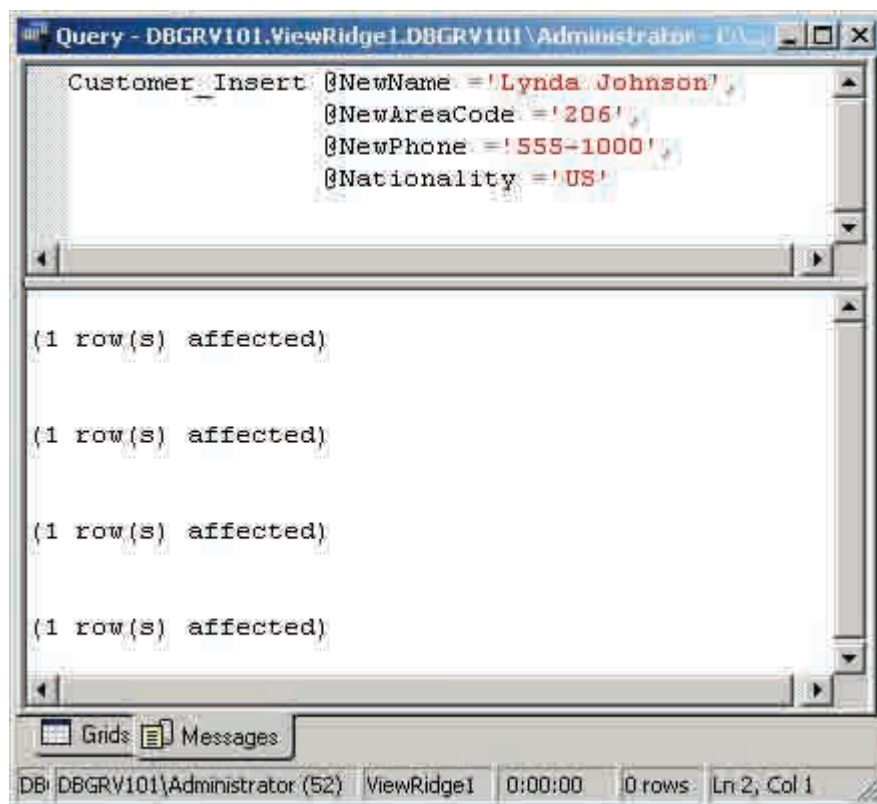 Query - DBGRV101.ViewRidge1.DBGRV101\Administrator -
Customer_Insert @NewName ='Lynda Johnson',
@NewAreaCode ='206',
@NewPhone ='555-1000',
@Nationality ='US'
(1 row(s) affected)
(1 row(s) affected)
(1 row(s) affected)
(1 row(s) affected)
Grids Messages
DB DBGRV101\Administrator (52) ViewRidge1 0:00:00 0 rows Ln 2, Col 1